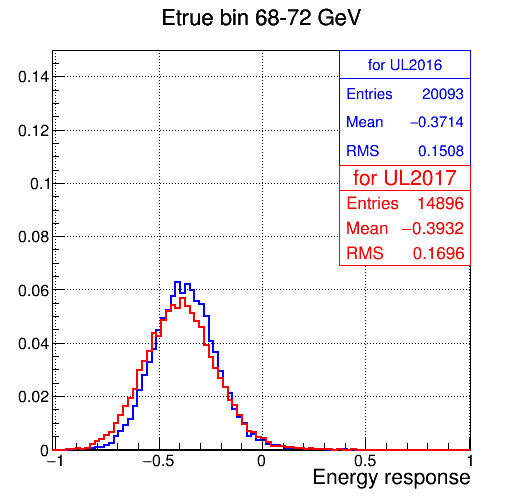 Etrue bin 68-72 GeV
for UL2016
Entries 20093
Mean −0.3714
RMS 0.1508
for UL2017
Entries 14896
Mean −0.3932
RMS 0.1696
0.14
0.12
0.1
0.08
0.06
0.04
0.02
0
−1 −0.5 0 0.5 1
Energy response